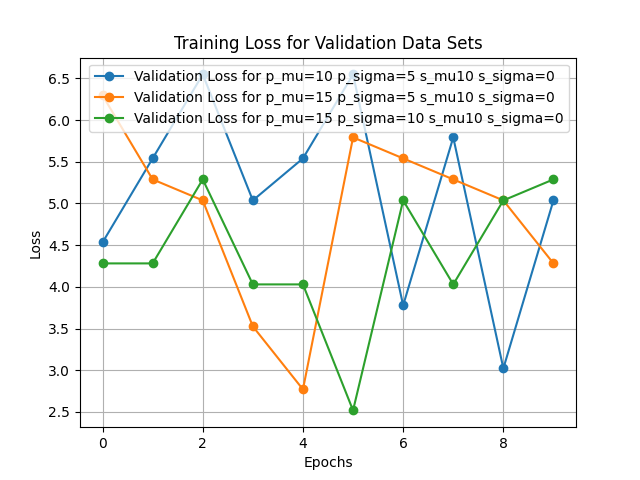 Training Loss for Validation Data Sets
Validation Loss for p_mu=10 p_sigma=5 s_mu10 s_sigma=0
Validation Loss for p_mu=15 p_sigma=5 s_mu10 s_sigma=0
Validation Loss for p_mu=15 p_sigma=10 s_mu10 s_sigma=0
6.5
6.0
5.5
5.0
4.5
4.0
3.5
3.0
2.5
Loss
0 2 4 6 8
Epochs